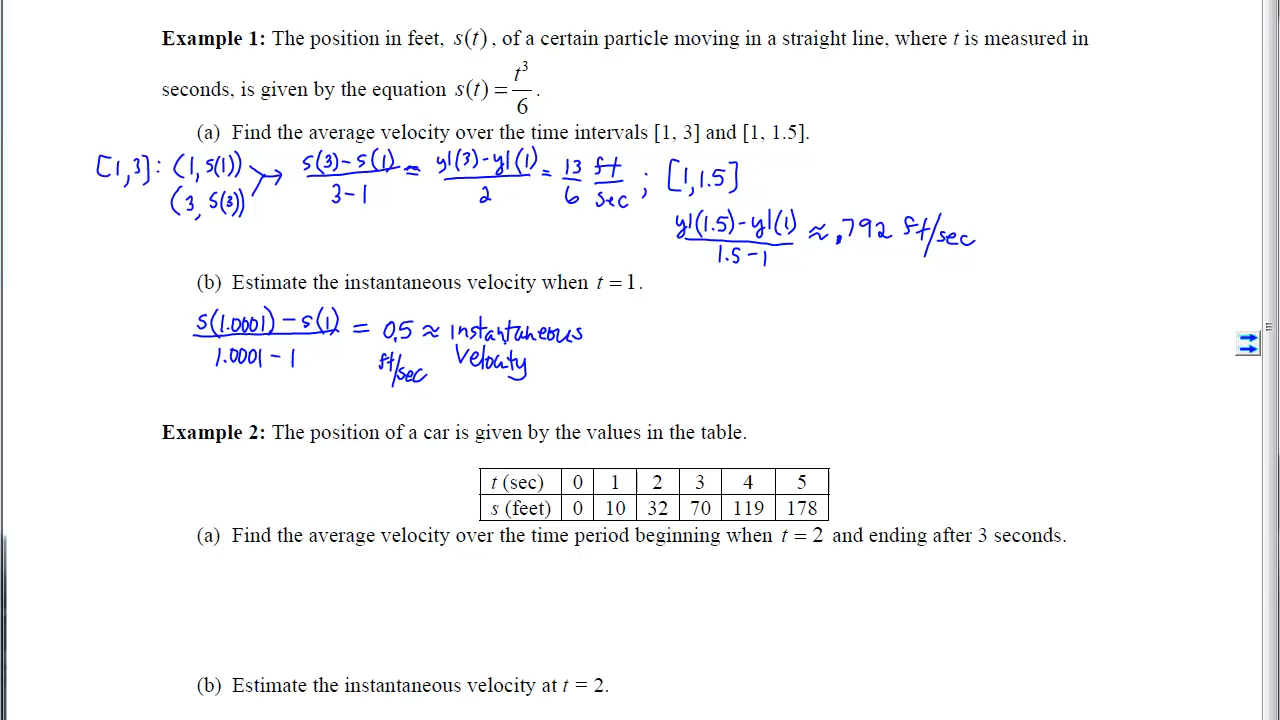 Example 1: The position in feet, s(t), of a certain particle moving in a straight line, where t is measured in
seconds, is given by the equation s(t) = t³/6.
(a) Find the average velocity over the time intervals [1, 3] and [1, 1.5].
[1,3]: (1, s(1))
(3, s(3))
→ (s(3) - s(1))/(3-1) = (y1(3) - y1(1))/2 = 13/6 ft/sec ; [1,1.5]
(y1(1.5) - y1(1))/(1.5-1) ≈ .792 ft/sec
(b) Estimate the instantaneous velocity when t = 1.
(s(1.0001) - s(1))/(1.0001 - 1) = 0.5 ≈ instantaneous
ft/sec velocity
Example 2: The position of a car is given by the values in the table.
t (sec) 0 1 2 3 4 5
s (feet) 0 10 32 70 119 178
(a) Find the average velocity over the time period beginning when t = 2 and ending after 3 seconds.
(b) Estimate the instantaneous velocity at t = 2.